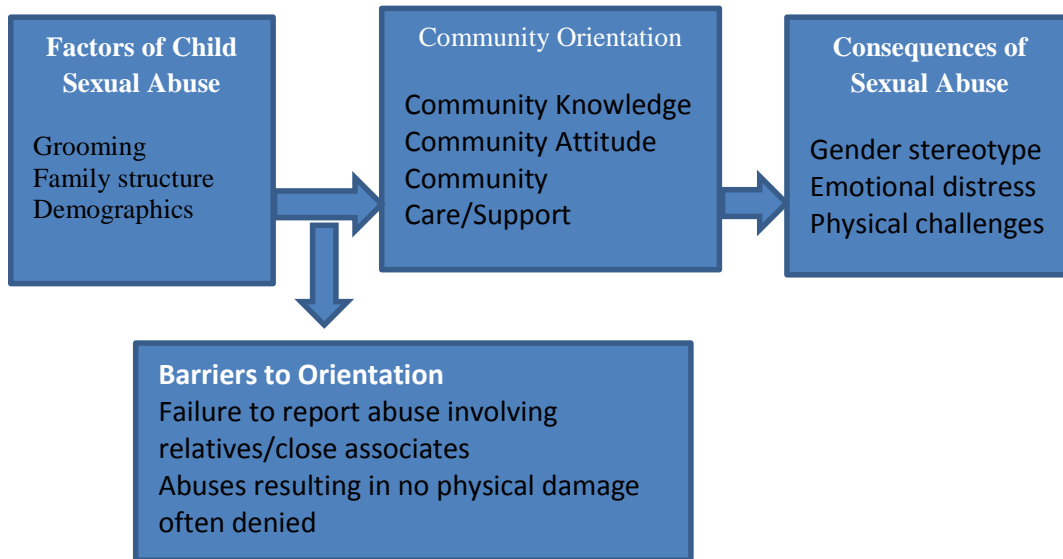 Factors of Child
Sexual Abuse
Grooming
Family structure
Demographics
Community Orientation
Community Knowledge
Community Attitude
Community
Care/Support
Consequences of
Sexual Abuse
Gender stereotype
Emotional distress
Physical challenges
Barriers to Orientation
Failure to report abuse involving
relatives/close associates
Abuses resulting in no physical damage
often denied